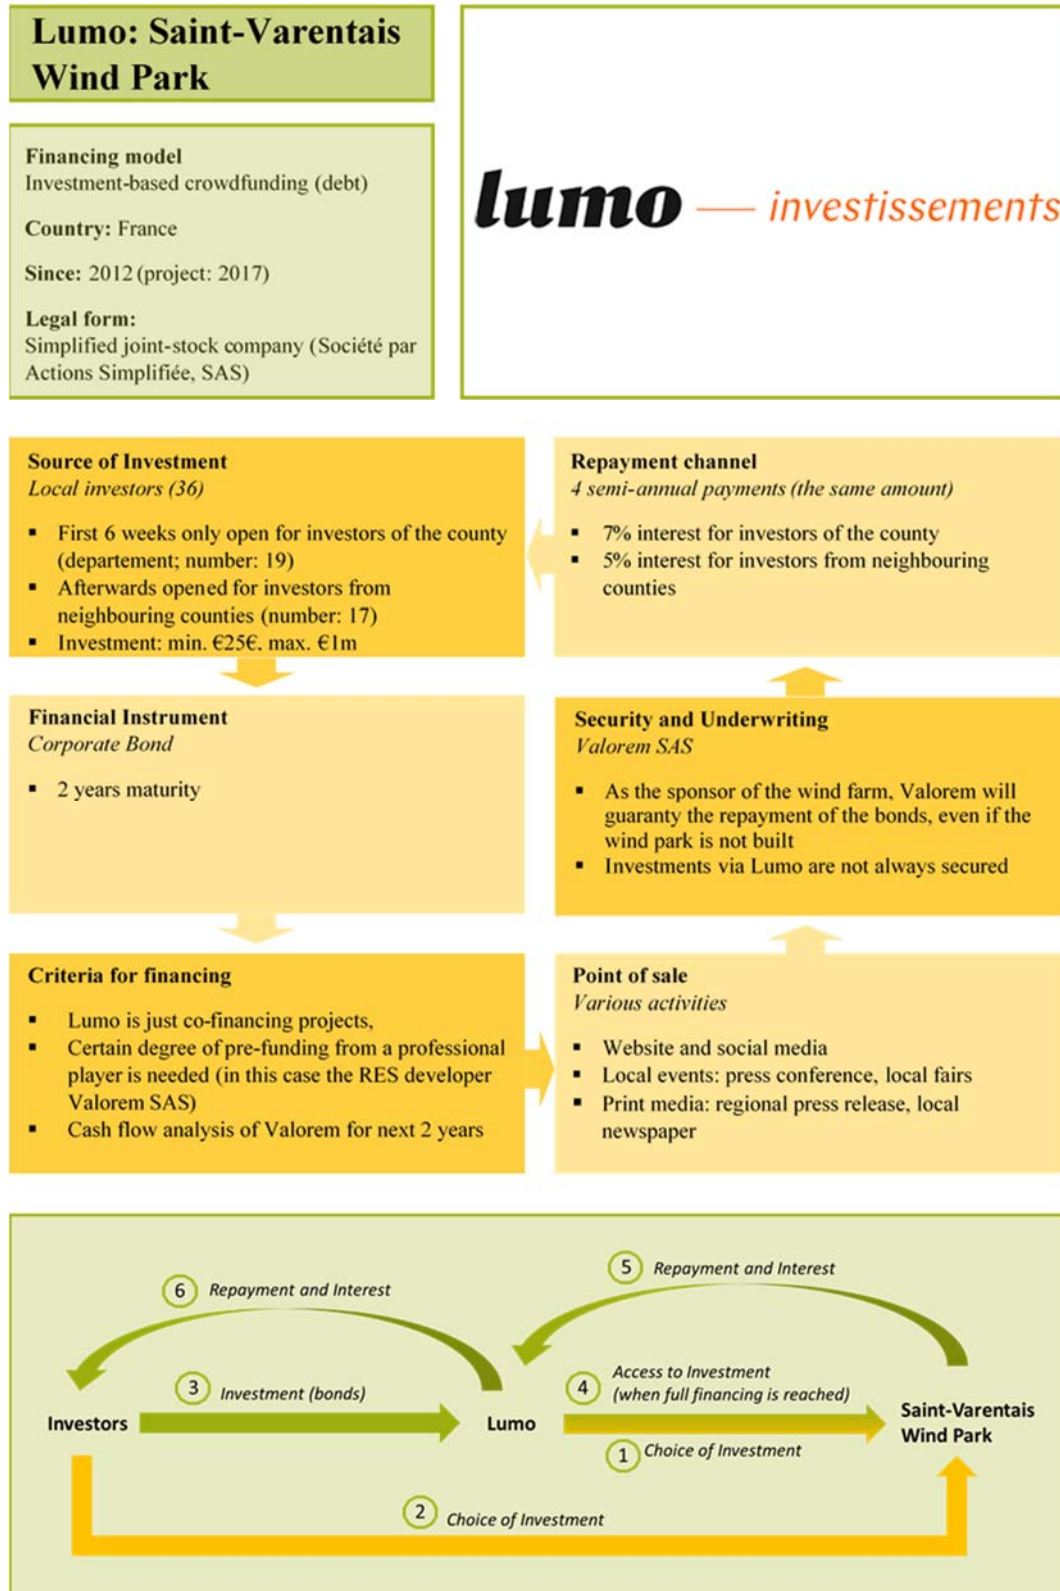 Lumo: Saint-Varentais
Wind Park
Financing model
Investment-based crowdfunding (debt)
Country: France
Since: 2012 (project: 2017)
Legal form:
Simplified joint-stock company (Société par
Actions Simplifiée, SAS)
lumo — investissements
Source of Investment
Local investors (36)
▪ First 6 weeks only open for investors of the county
(departement; number: 19)
▪ Afterwards opened for investors from
neighbouring counties (number: 17)
▪ Investment: min. €25€. max. €1m
Repayment channel
4 semi-annual payments (the same amount)
▪ 7% interest for investors of the county
▪ 5% interest for investors from neighbouring
counties
Financial Instrument
Corporate Bond
▪ 2 years maturity
Security and Underwriting
Valorem SAS
▪ As the sponsor of the wind farm, Valorem will
guaranty the repayment of the bonds, even if the
wind park is not built
▪ Investments via Lumo are not always secured
Criteria for financing
▪ Lumo is just co-financing projects,
▪ Certain degree of pre-funding from a professional
player is needed (in this case the RES developer
Valorem SAS)
▪ Cash flow analysis of Valorem for next 2 years
Point of sale
Various activities
▪ Website and social media
▪ Local events: press conference, local fairs
▪ Print media: regional press release, local
newspaper
6 Repayment and Interest
5 Repayment and Interest
3 Investment (bonds)
4 Access to Investment
(when full financing is reached)
Investors
Lumo
Saint-Varentais
Wind Park
1 Choice of Investment
2 Choice of Investment